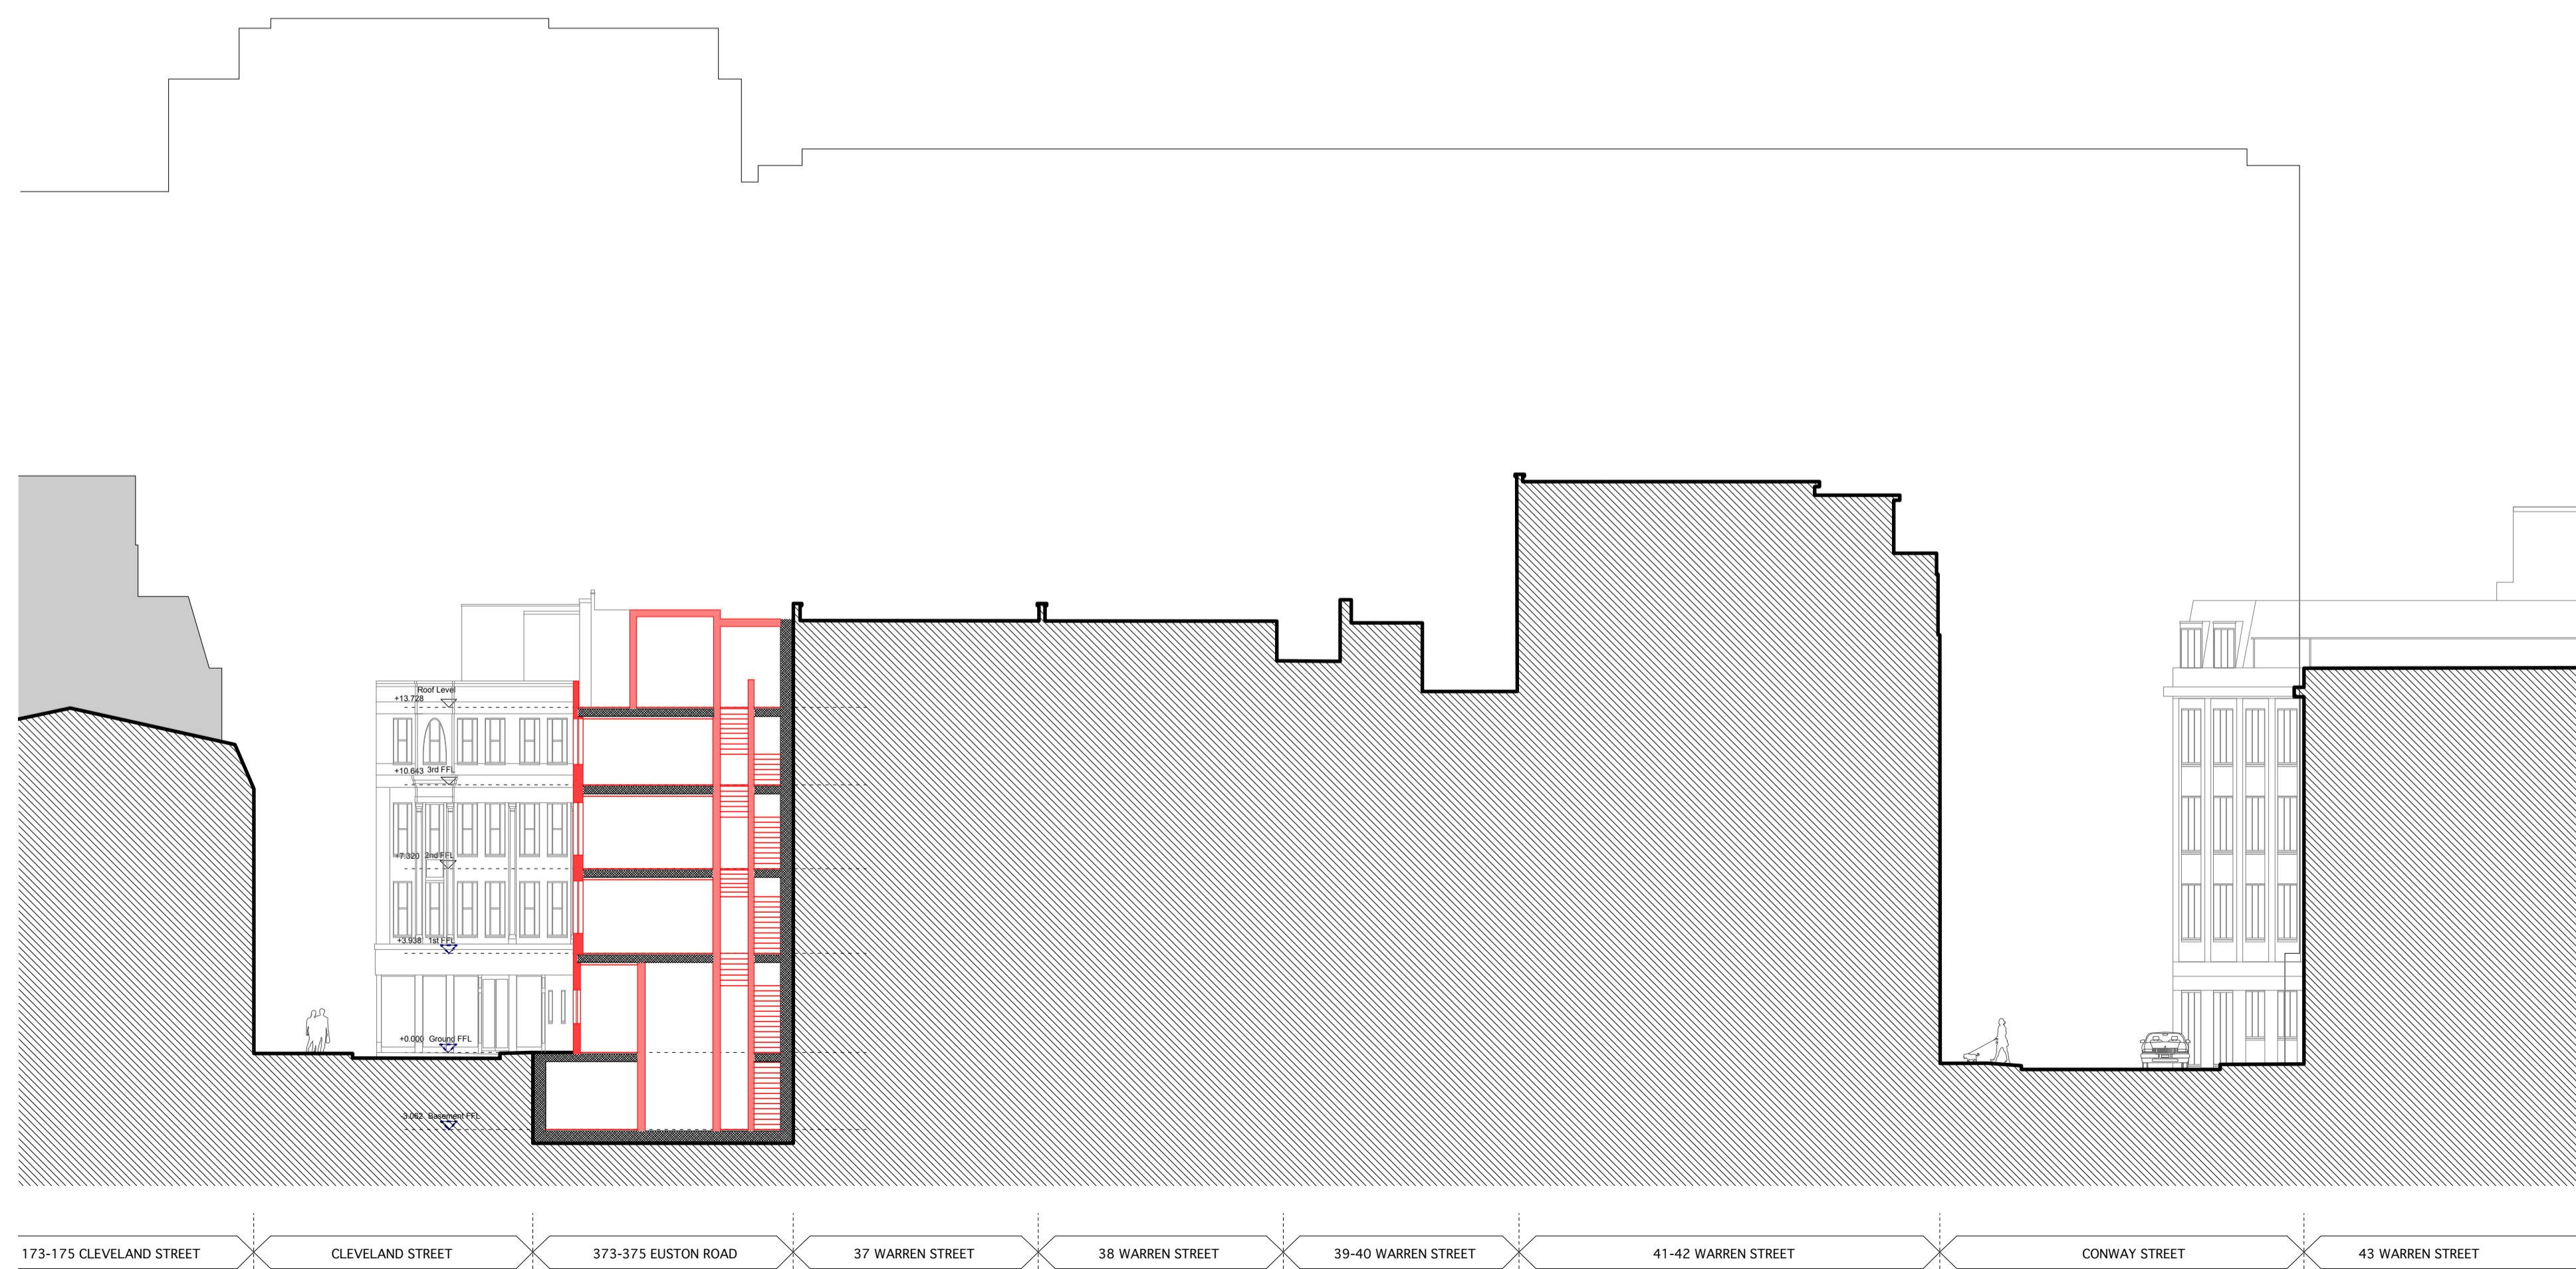 Roof Level
+13.728
+10.643 3rd FFL
+7.320 2nd FFL
+3.938 1st FFL
+0.000 Ground FFL
-3.062 Basement FFL
173-175 CLEVELAND STREET
CLEVELAND STREET
373-375 EUSTON ROAD
37 WARREN STREET
38 WARREN STREET
39-40 WARREN STREET
41-42 WARREN STREET
CONWAY STREET
43 WARREN STREET